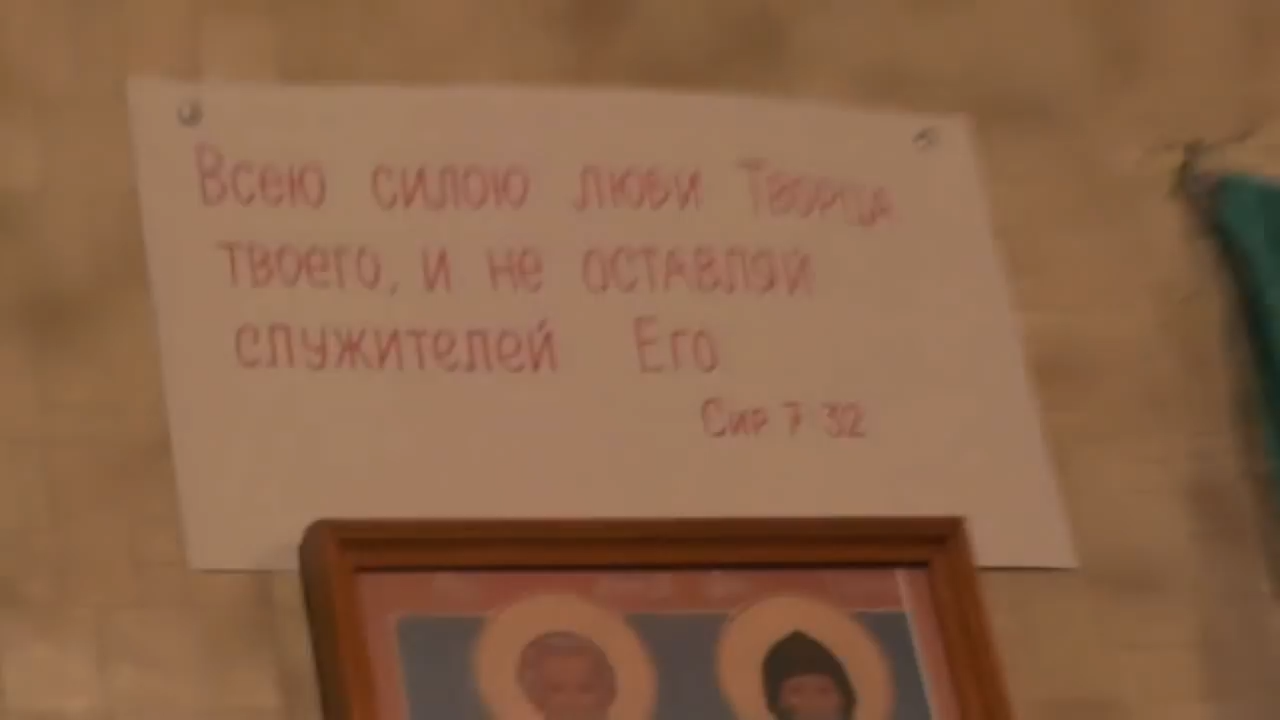 Всею силою люби Творца
твоего, и не оставляй
служителей Его
Сир 7 32